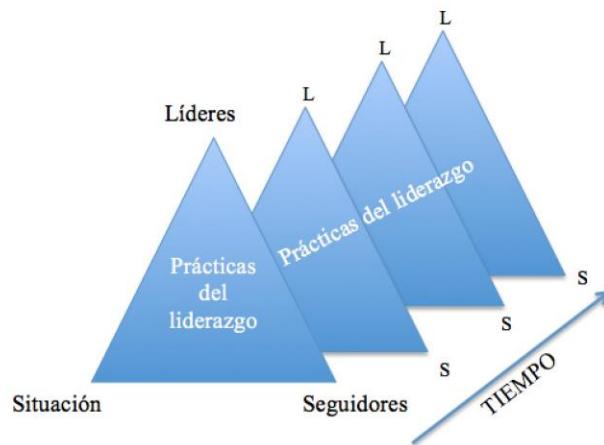 L
L
L
Líderes
Prácticas del liderazgo
Prácticas
del
liderazgo
S
S
S
Situación
Seguidores
TIEMPO